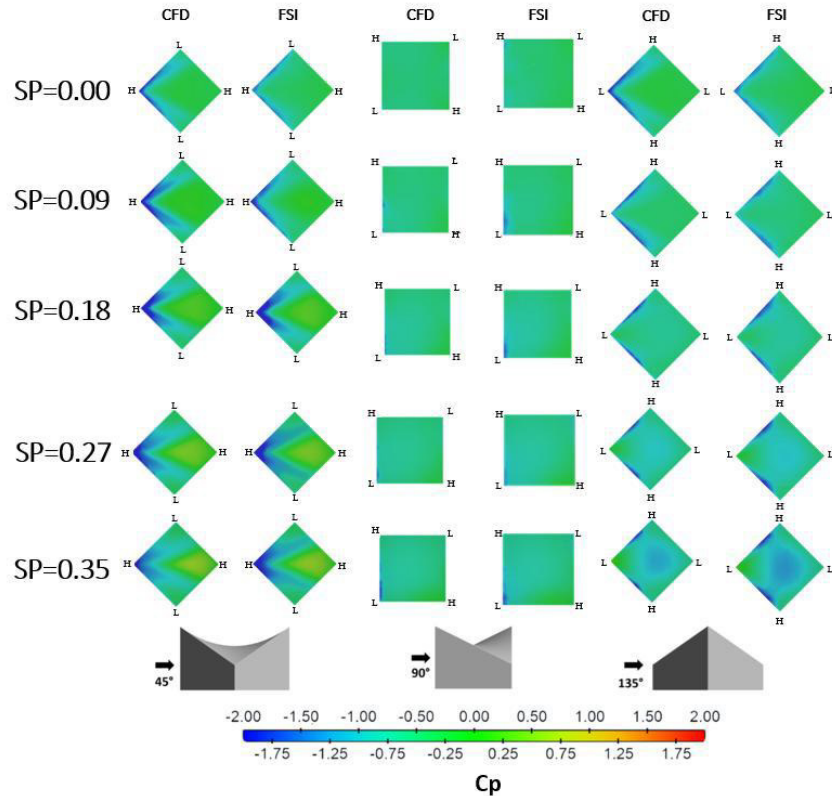 CFD FSI CFD FSI CFD FSI
L L H L H L H H
SP=0.00 H H H H L L L
L L L H L H H H
L L H L H L H H
SP=0.09 H H H H L L L L
L L L H L H H H
L L H L H L H H
SP=0.18 H H H H L L L L
L L L H L H H H
L L H L H L H H
SP=0.27 H H H H L L L L
L L L H L H H H
L L H L H L H H
SP=0.35 H H H H L L L L
L L L H L H H H
45° 90° 135°
-2.00 -1.50 -1.00 -0.50 0.00 0.50 1.00 1.50 2.00
-1.75 -1.25 -0.75 -0.25 0.25 0.75 1.25 1.75
Cp